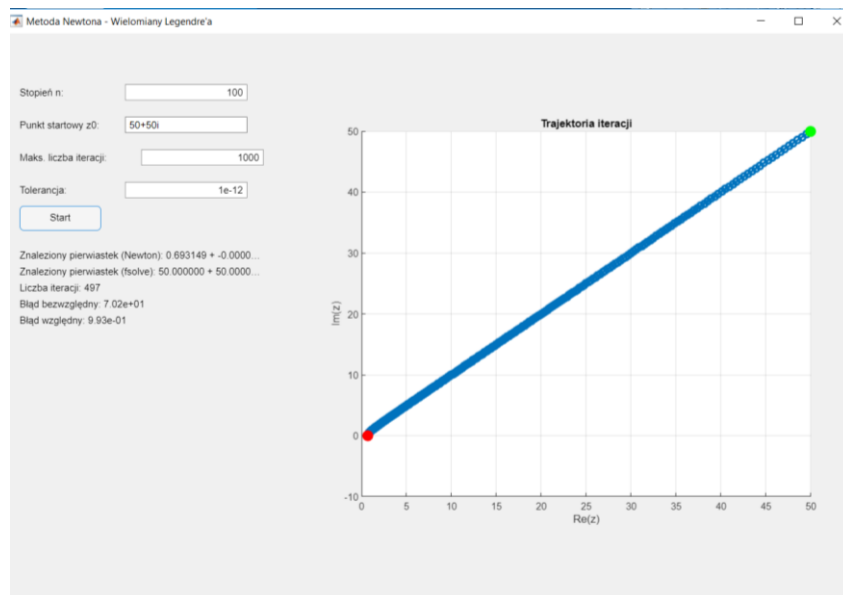 Metoda Newtona - Wielomiany Legendre'a
Stopień n: 100
Punkt startowy z0: 50+50i
Maks. liczba iteracji: 1000
Tolerancja: 1e-12
Start
Znaleziony pierwiastek (Newton): 0.693149 + -0.0000...
Znaleziony pierwiastek (fsolve): 50.000000 + 50.0000...
Liczba iteracji: 497
Błąd bezwzględny: 7.02e+01
Błąd względny: 9.93e-01
Trajektoria iteracji
50
40
30
20
10
0
-10
Im(z)
0 5 10 15 20 25 30 35 40 45 50
Re(z)